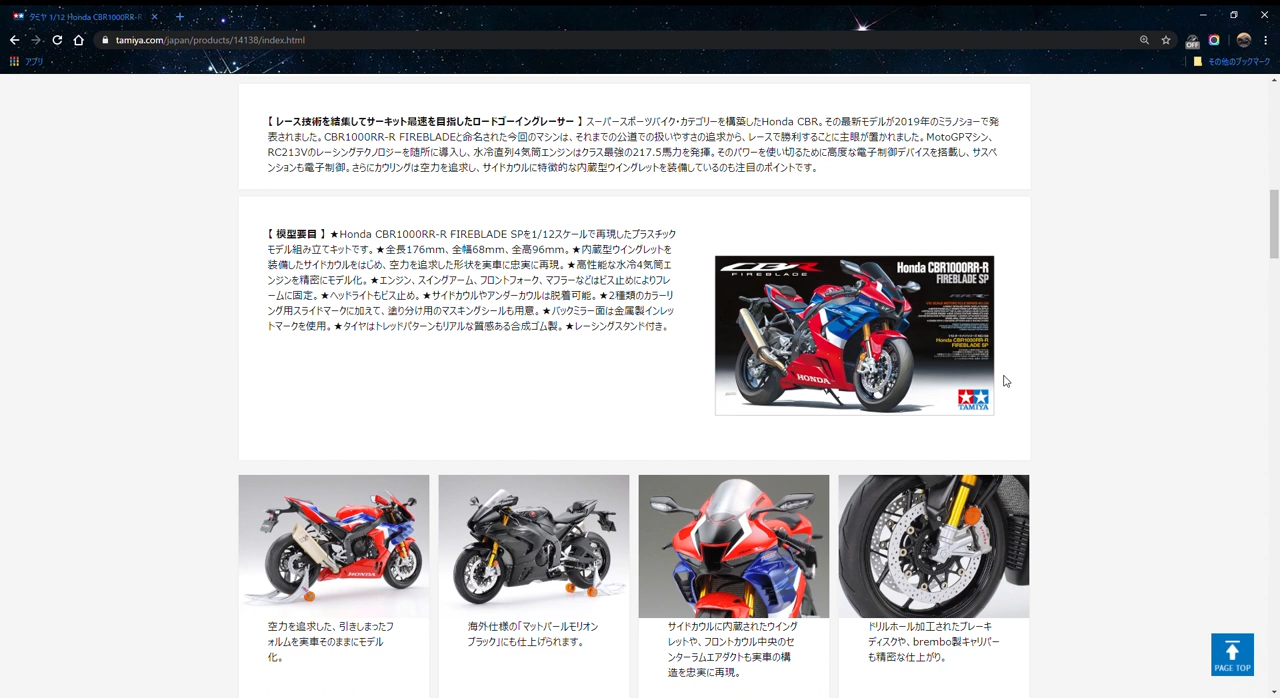 タミヤ 1/12 Honda CBR1000RR-R
tamiya.com/japan/products/14138/index.html
OFF
アプリ
その他のブックマーク
【 レース技術を結集してサーキット最速を目指したロードゴーイングレーサー 】 スーパースポーツバイク・カテゴリーを構築したHonda CBR。その最新モデルが2019年のミラノショーで発
表されました。CBR1000RR-R FIREBLADEと命名された今回のマシンは、それまでの公道での扱いやすさの追求から、レースで勝利することに主眼が置かれました。MotoGPマシン、
RC213Vのレーシングテクノロジーを随所に導入し、水冷直列4気筒エンジンはクラス最強の217.5馬力を発揮。そのパワーを使い切るために高度な電子制御デバイスを搭載し、サスペ
ンションも電子制御。さらにカウリングは空力を追求し、サイドカウルに特徴的な内蔵型ウイングレットを装備しているのも注目のポイントです。
【 模型要目 】 ★Honda CBR1000RR-R FIREBLADE SPを1/12スケールで再現したプラスチック
モデル組み立てキットです。★全長176mm、全幅68mm、全高96mm。★内蔵型ウイングレットを
装備したサイドカウルをはじめ、空力を追求した形状を実車に忠実に再現。★高性能な水冷4気筒エ
ンジンを精密にモデル化。★エンジン、スイングアーム、フロントフォーク、マフラーなどはビス止めによりフレ
ームに固定。★ヘッドライトもビス止め。★サイドカウルやアンダーカウルは脱着可能。★2種類のカラーリ
ングはスライドマークに加えて、塗り分け用のマスキングシールも用意。★バックミラー面は金属製インレッ
トマークを使用。★タイヤはトレッドパターンもリアルな質感の高い合成ゴム製。★レーシングスタンド付き。
CBR
FIREBLADE
Honda CBR1000RR-R
FIREBLADE SP
Honda CBR1000RR-R
FIREBLADE SP
HONDA
TAMIYA
HONDA
空力を追求した、引きしまったフ
ォルムを実車そのままにモデル
化。
海外仕様の「マットパールモリオン
ブラック」にも仕上げられます。
サイドカウルに内蔵されたウイング
レットや、フロントカウル中央のセ
ンターラムエアダクトも実車の構
造を忠実に再現。
ドリルホール加工されたブレーキ
ディスクや、brembo製キャリパー
も精密な仕上がり。
PAGE TOP